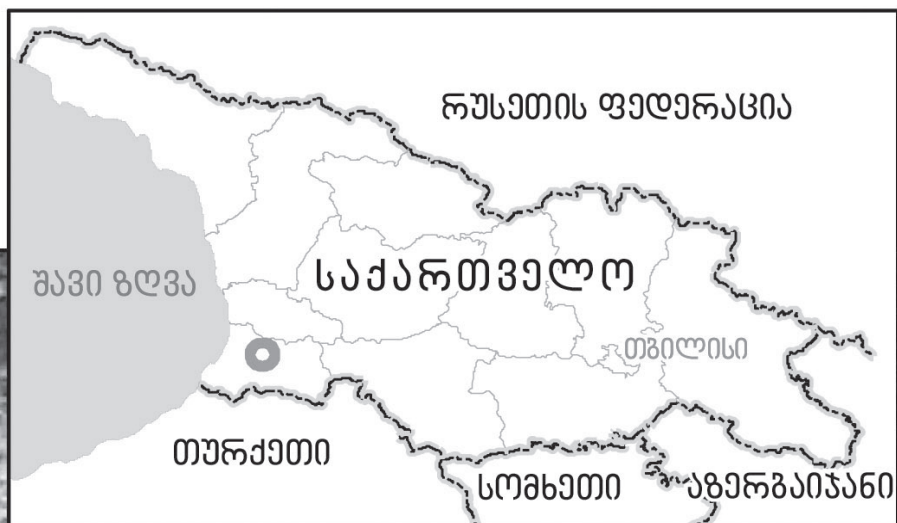 რუსეთის ფედერაცია
შავი ზღვა
საქართველო
თბილისი
თურქეთი
სომხეთი
აზერბაიჯანი